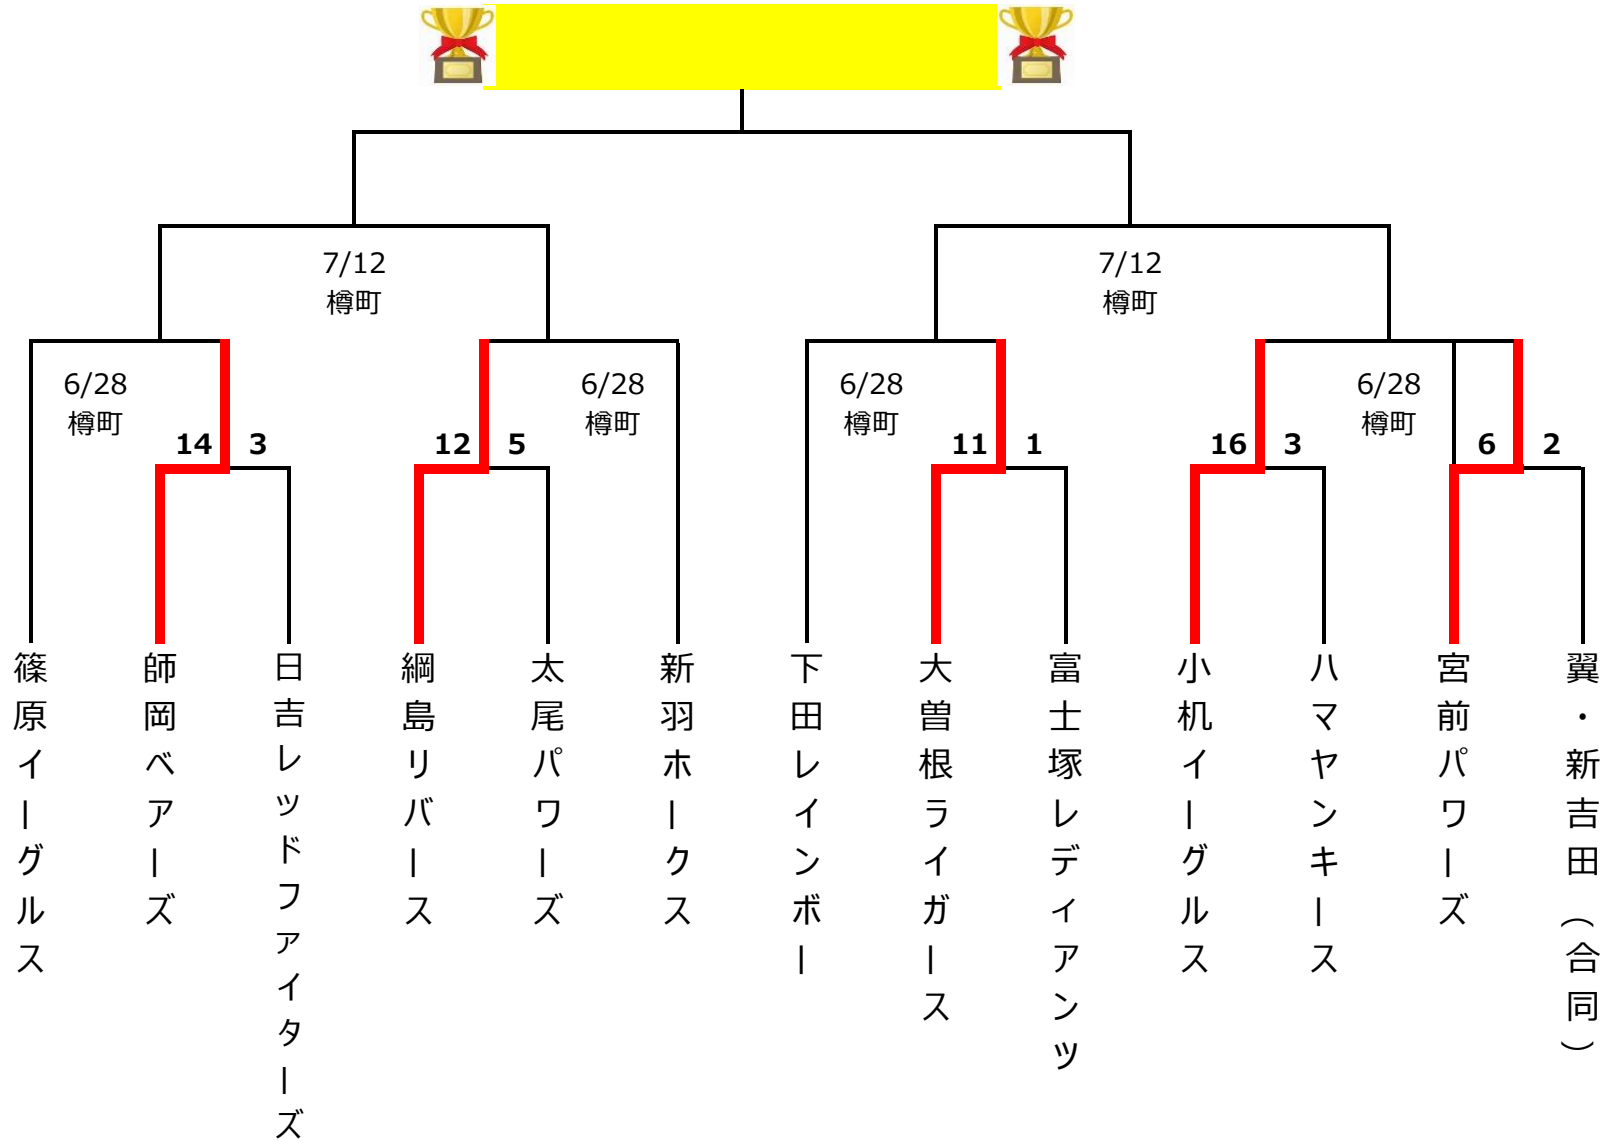 7/12
樽町
7/12
樽町
6/28
樽町
6/28
樽町
6/28
樽町
6/28
樽町
14 3
12 5
11 1
16 3
6 2
篠原イーグルス
師岡ベアーズ
日吉レッドファイターズ
綱島リバース
太尾パワーズ
新羽ホークス
下田レインボー
大曽根ライガース
富士塚レディアンツ
小机イーグルス
ハマヤンキース
宮前パワーズ
翼・新吉田（合同）